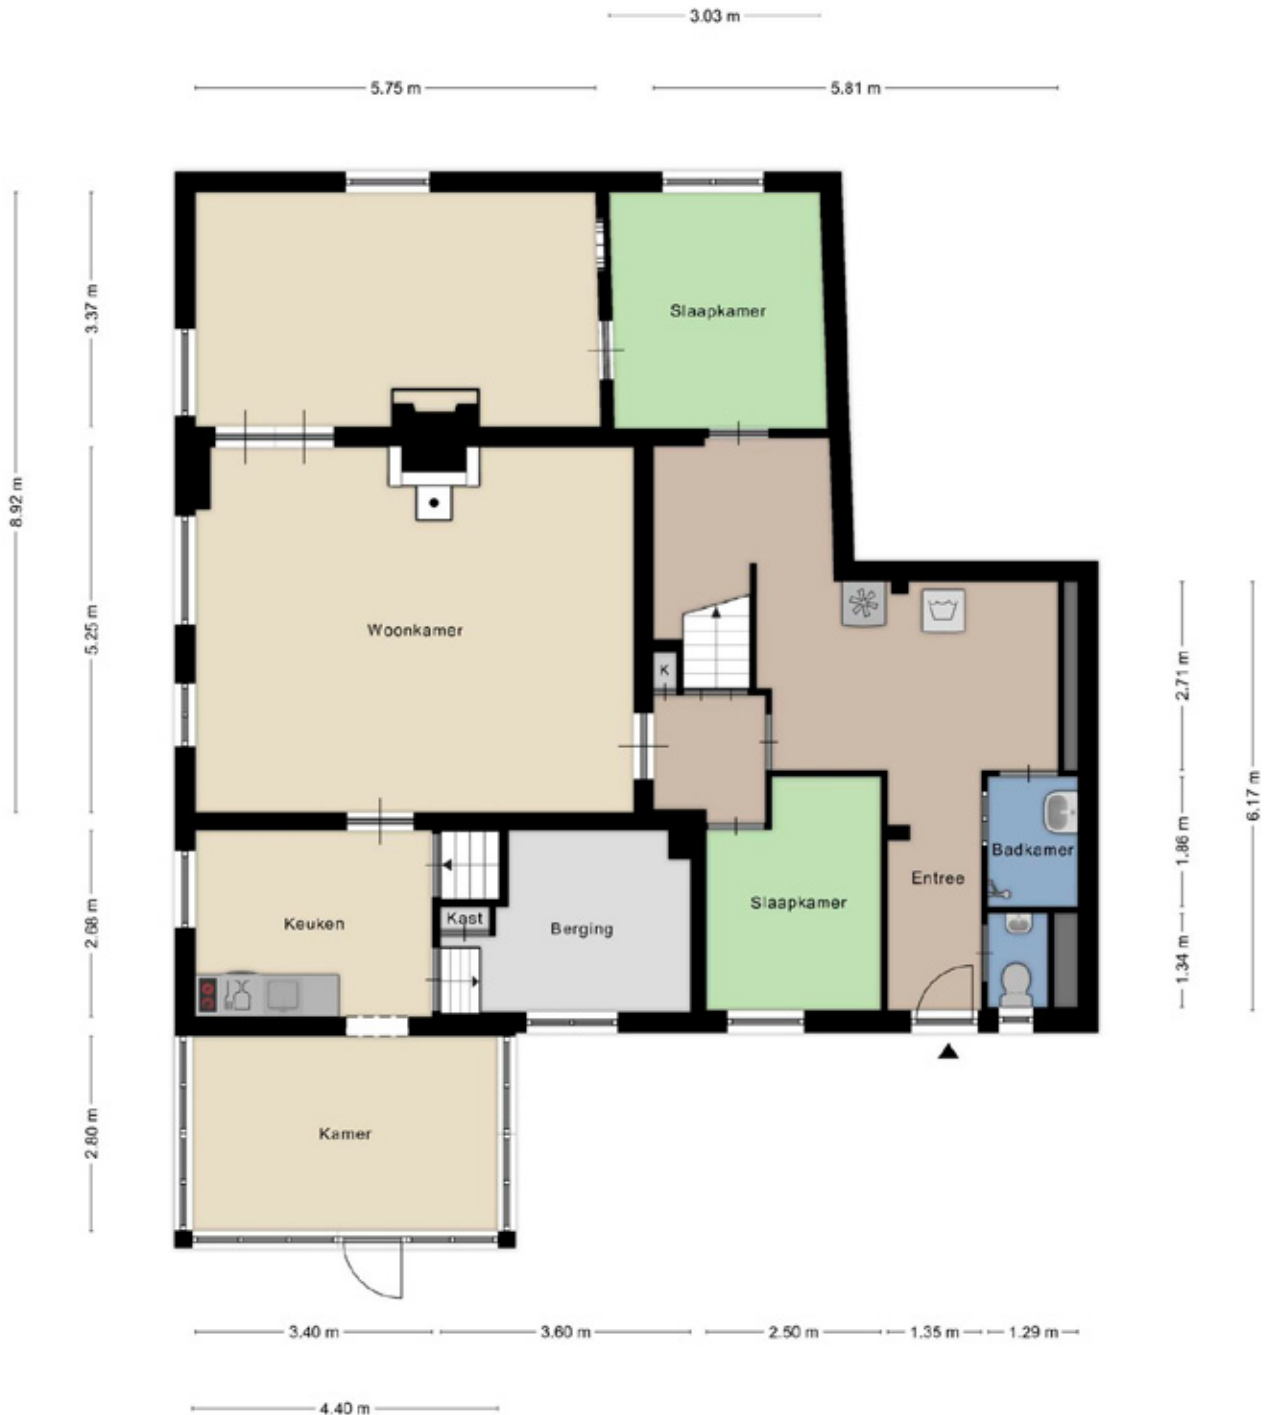 3.03 m
5.75 m
5.81 m
3.37 m
8.92 m
5.25 m
2.68 m
2.80 m
Slaapkamer
Woonkamer
K
2.71 m
6.17 m
1.86 m
1.34 m
Badkamer
Entree
Slaapkamer
Kast
Keuken
Berging
Kamer
3.40 m
3.60 m
2.50 m
1.35 m
1.29 m
4.40 m